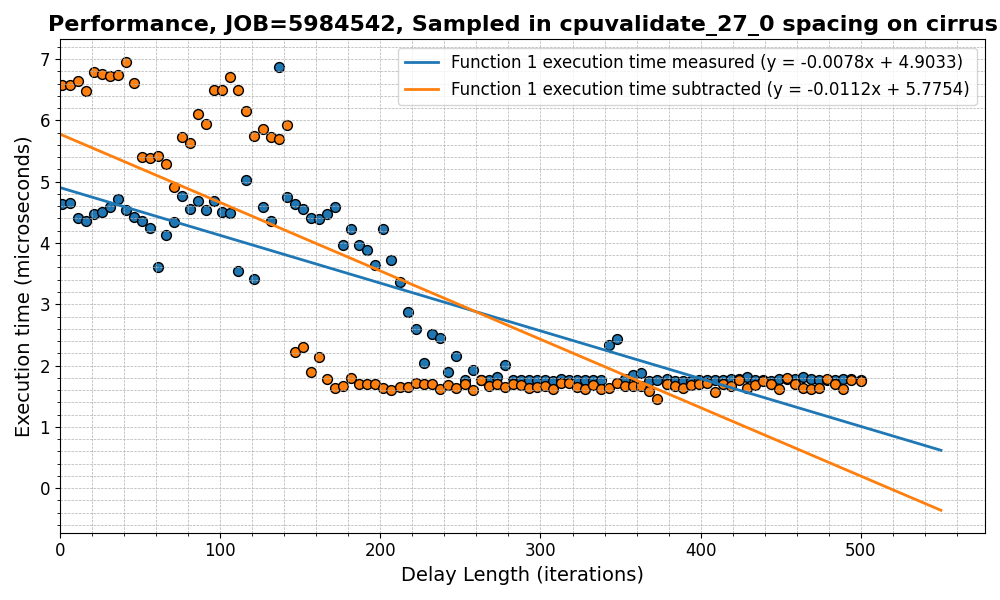 Performance, JOB=5984542, Sampled in cpuvalidate_27_0 spacing on cirrus
Function 1 execution time measured (y = -0.0078x + 4.9033)
Function 1 execution time subtracted (y = -0.0112x + 5.7754)
Execution time (microseconds)
7
6
5
4
3
2
1
0
0 100 200 300 400 500
Delay Length (iterations)